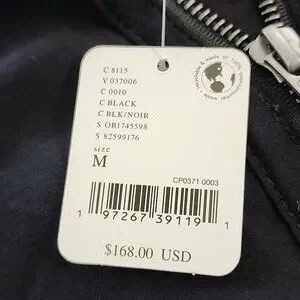 C 8115
V 037006
C 0010
C BLACK
C BLK/NOIR
S OB1745598
S 82599176
size
M
CP0371 0003
1 97267 39119 1
$168.00 USD